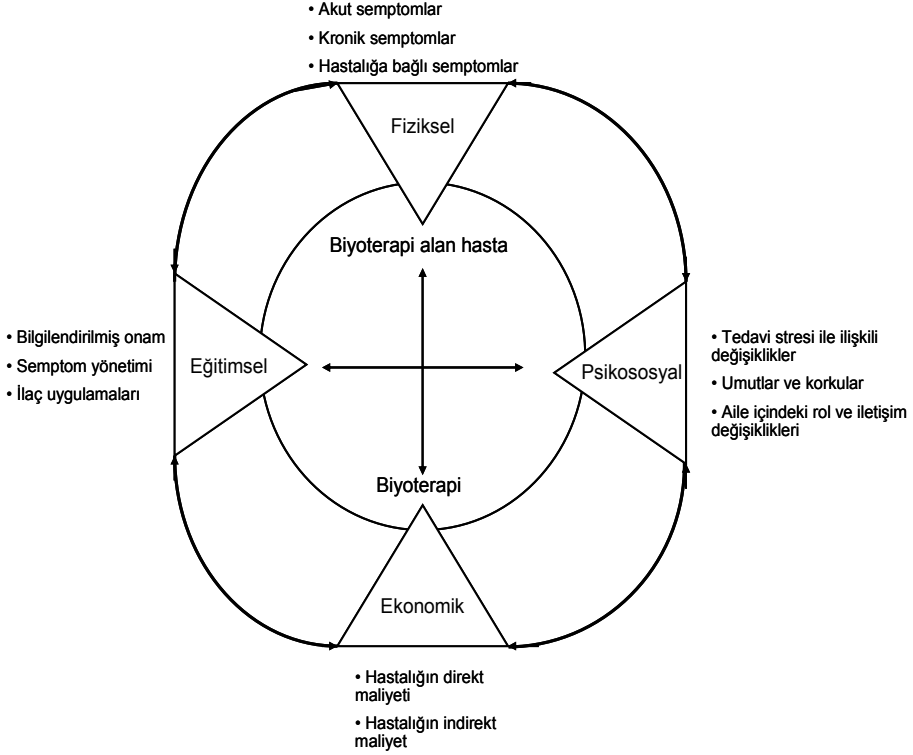 • Akut semptomlar
• Kronik semptomlar
• Hastalığa bağlı semptomlar
Fiziksel
Biyoterapi alan hasta
• Bilgilendirilmiş onam
• Semptom yönetimi
• İlaç uygulamaları
Eğitimsel
Psikososyal
• Tedavi stresi ile ilişkili
değişiklikler
• Umutlar ve korkular
• Aile içindeki rol ve iletişim
değişiklikleri
Biyoterapi
Ekonomik
• Hastalığın direkt
maliyeti
• Hastalığın indirekt
maliyet